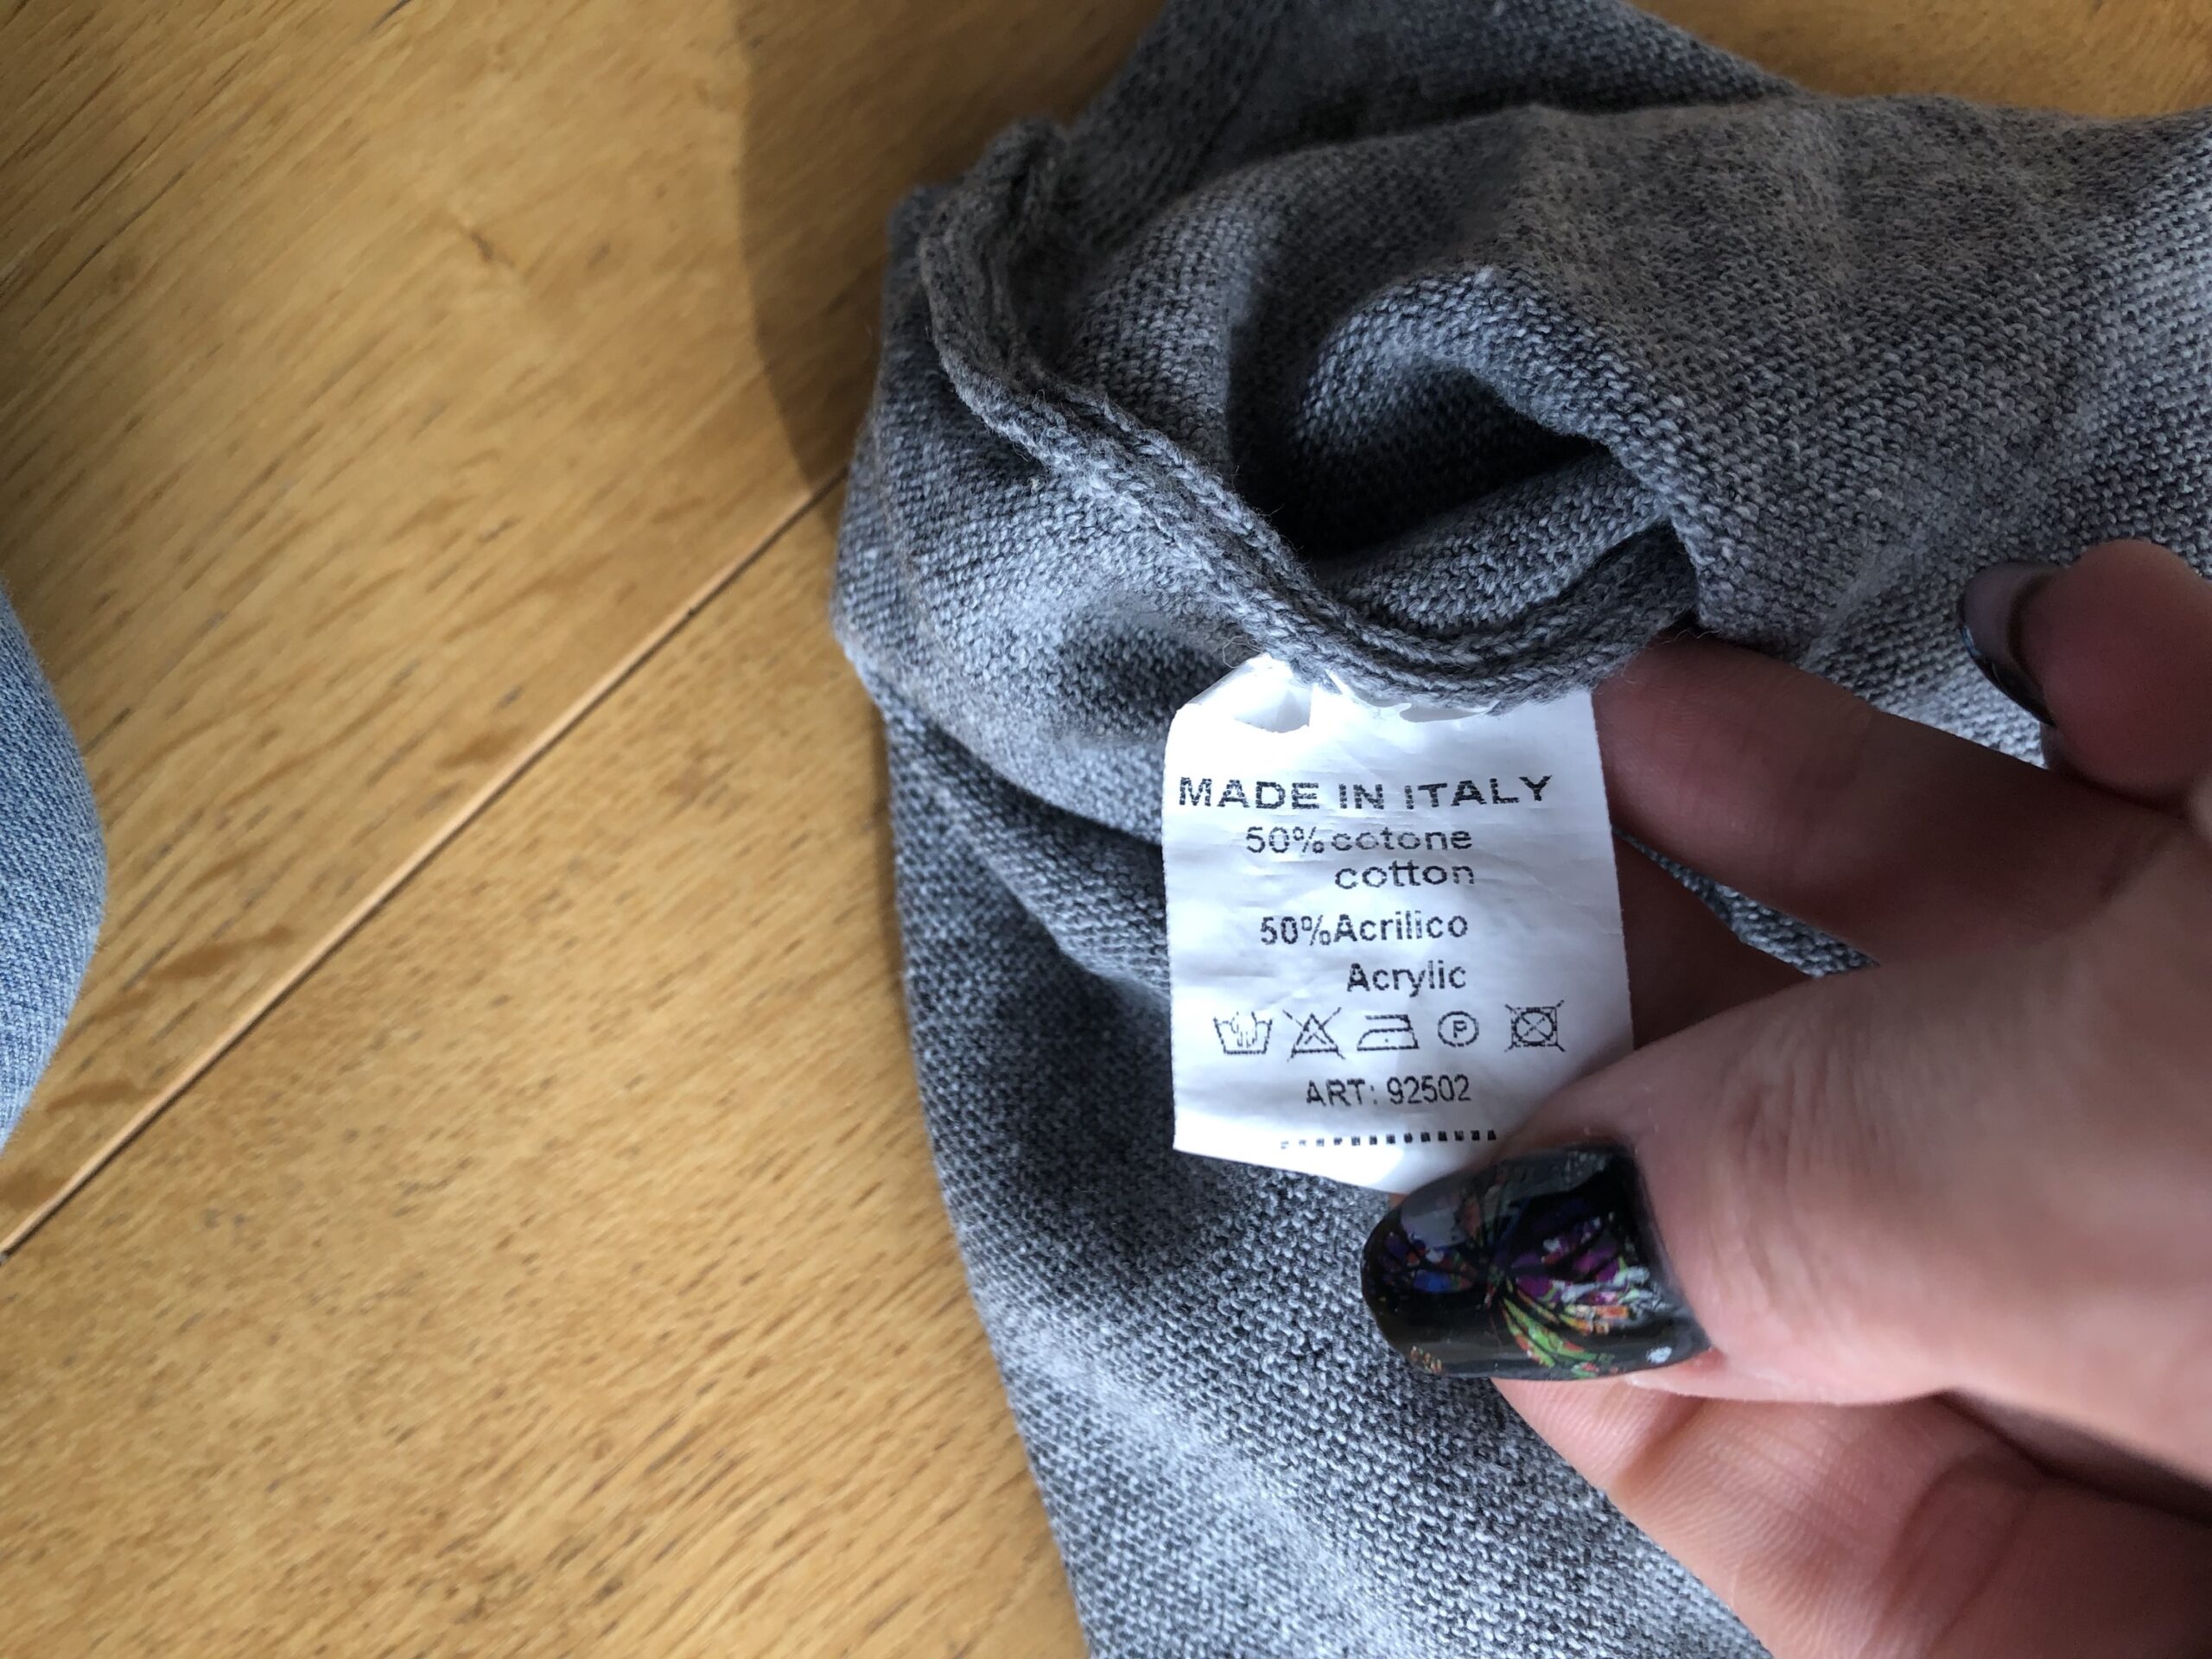 MADE IN ITALY
50%cotone
cotton
50%Acrilico
Acrylic
P
ART: 92502